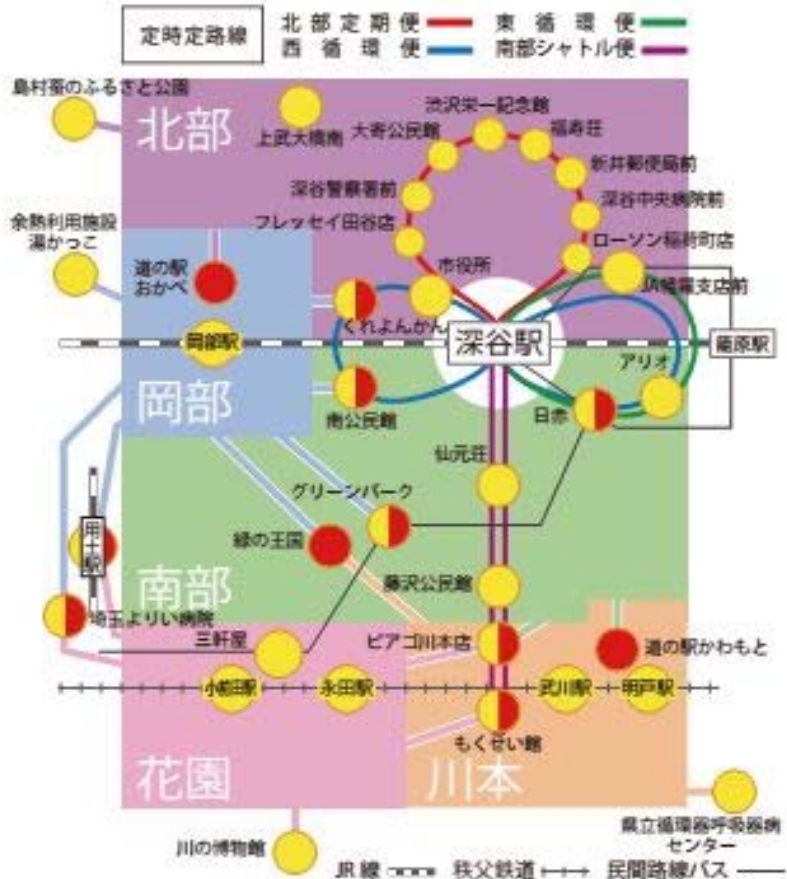 定時定路線
北部定期便
東循環便
西循環便
南部シャトル便
島村蚕のふるさと公園
北部
上武大橋南
渋沢栄一記念館
大寄公民館
福寿荘
新井郵便局前
深谷警察署前
深谷中央病院前
フレッセイ田谷店
ローソン稲荷町店
余熱利用施設
湯かっこ
道の駅
おかべ
市役所
JA幡羅支店前
くれよんかん
岡部駅
深谷駅
籠原駅
アリオ
岡部
南公民館
日赤
仙元荘
グリーンパーク
用土駅
緑の王国
藤沢公民館
南部
埼玉よりい病院
三軒屋
ピアゴ川本店
道の駅かわもと
小前田駅
永田駅
武川駅
明戸駅
もくせい館
花園
川本
県立循環器呼吸器病
センター
川の博物館
JR線
秩父鉄道
民間路線バス